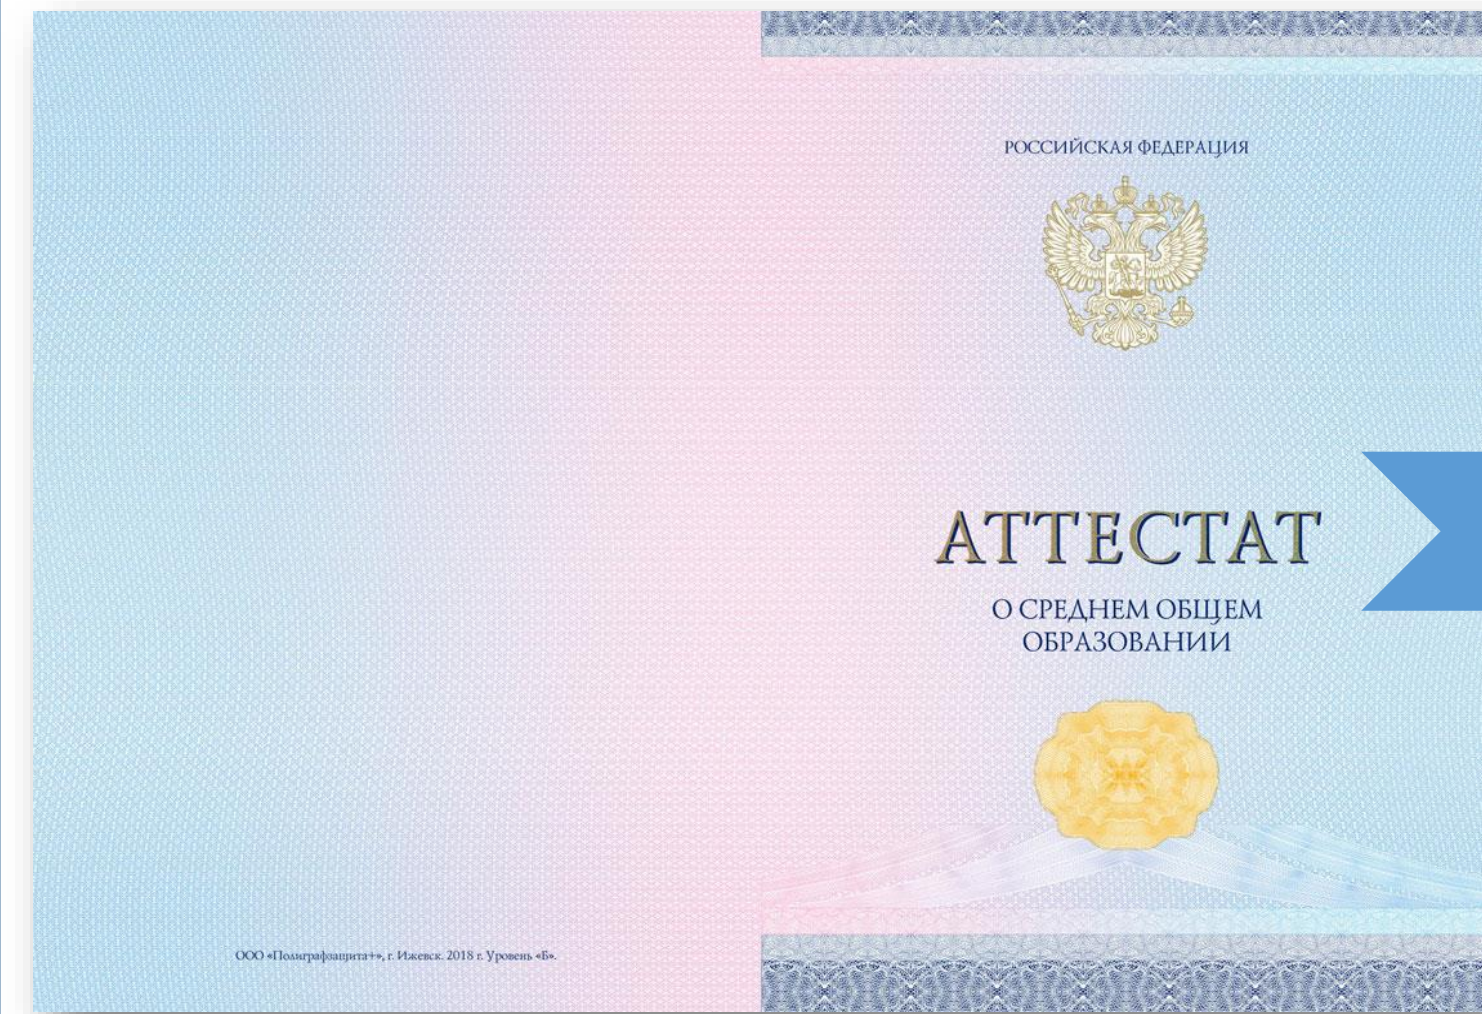 РОССИЙСКАЯ ФЕДЕРАЦИЯ
АТТЕСТАТ
О СРЕДНЕМ ОБЩЕМ
ОБРАЗОВАНИИ
ООО «Полиграфзащита+», г. Ижевск. 2018 г. Уровень «Б».